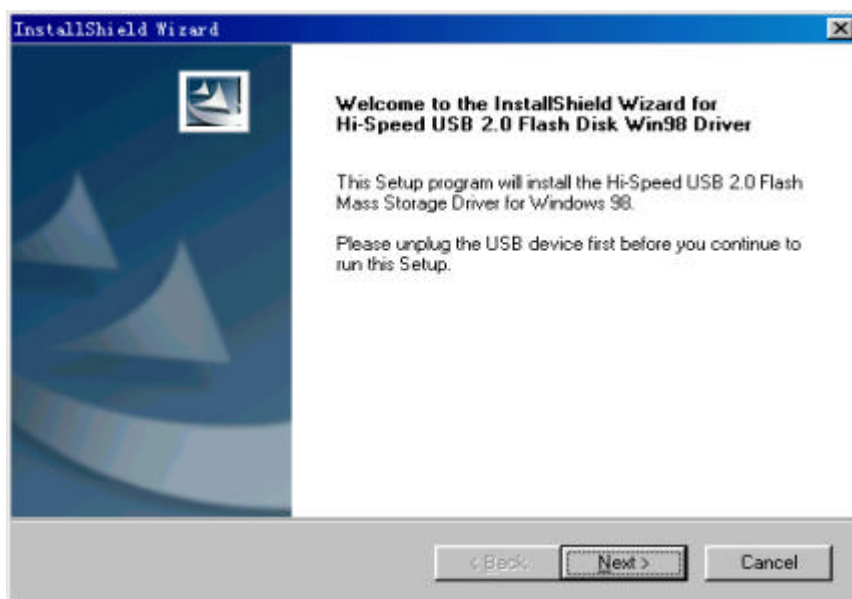 InstallShield Wizard
Welcome to the InstallShield Wizard for
Hi-Speed USB 2.0 Flash Disk Win98 Driver
This Setup program will install the Hi-Speed USB 2.0 Flash
Mass Storage Driver for Windows 98.
Please unplug the USB device first before you continue to
run this Setup.
< Back
Next >
Cancel